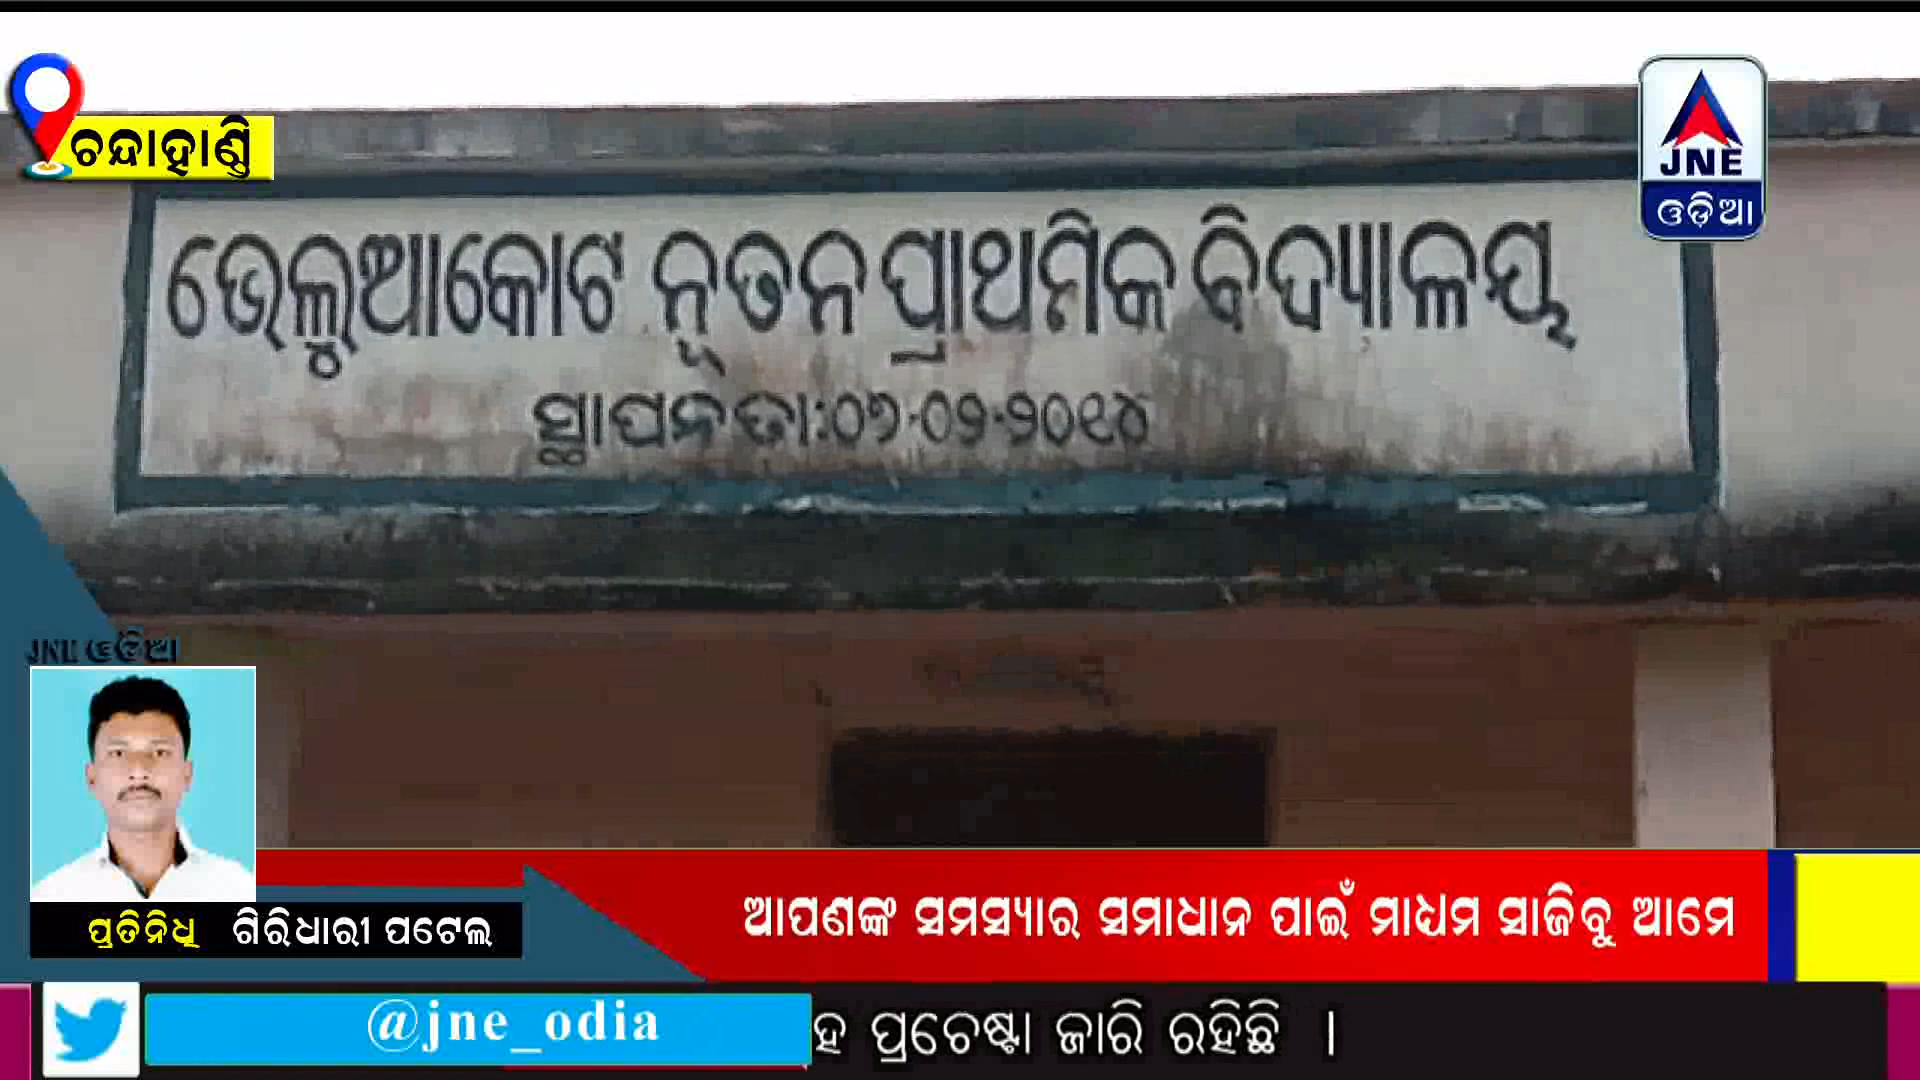 ଚନ୍ଦାହାଣ୍ଡି
JNE
ଓଡ଼ିଆ
ଭେଲୁଆକୋଟ ନୂତନ ପ୍ରାଥମିକ ବିଦ୍ୟାଳୟ
ସ୍ଥାପନ ତା:୦୭-୦୨-୨୦୧୪
JNE ଓଡିଆ
ଆପଣଙ୍କ ସମସ୍ୟାର ସମାଧାନ ପାଇଁ ମାଧ୍ୟମ ସାଜିବୁ ଆମେ
ପ୍ରତିନିଧି ଗିରିଧାରୀ ପଟେଲ
@jne_odia
ହ ପ୍ରଚେଷ୍ଟା ଜାରି ରହିଛି ।